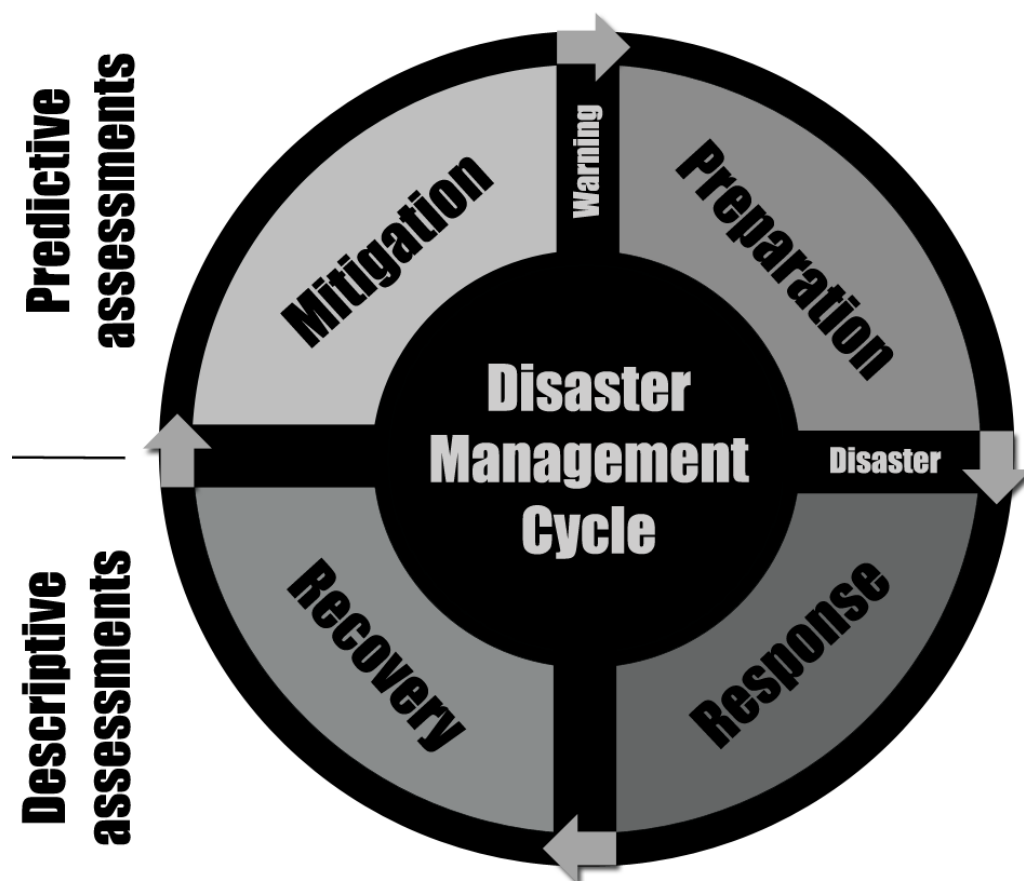 Predictive
assessments
Descriptive
assessments
Mitigation
Warning
Preparation
Disaster
Management
Cycle
Disaster
Recovery
Response